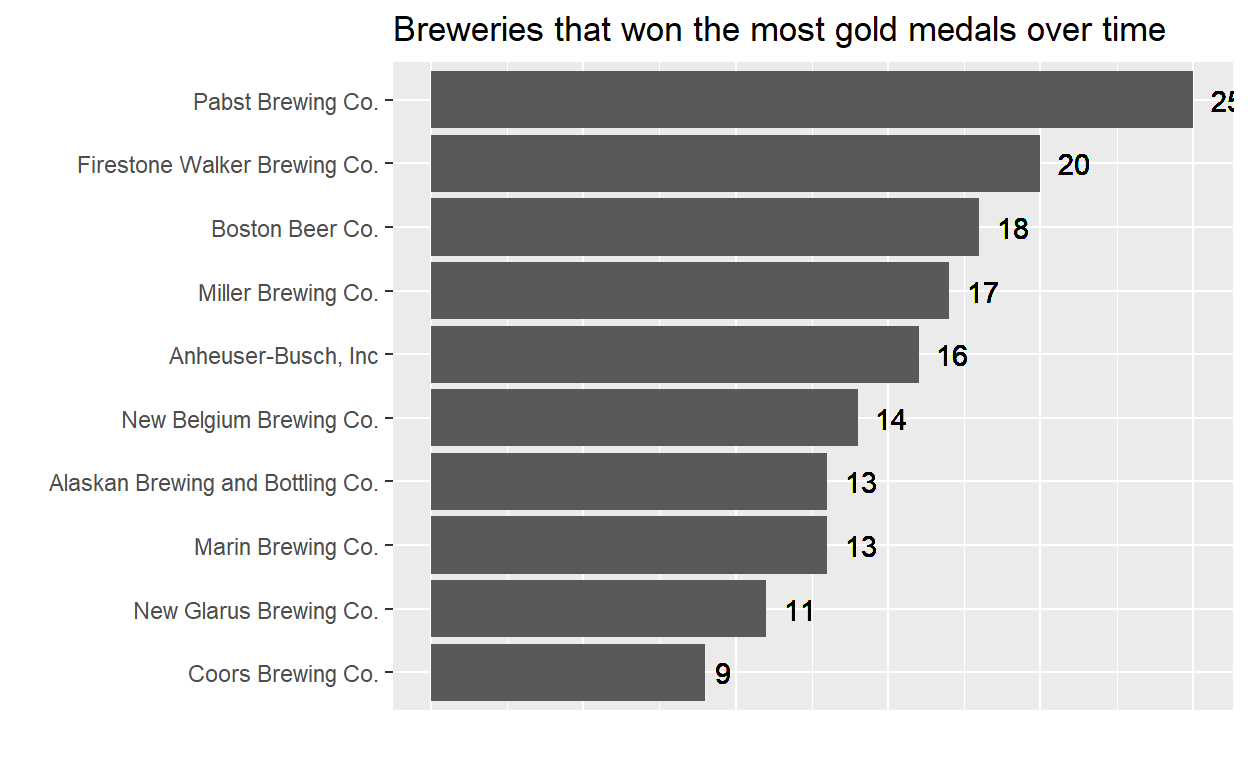 Breweries that won the most gold medals over time
Pabst Brewing Co. 25
Firestone Walker Brewing Co. 20
Boston Beer Co. 18
Miller Brewing Co. 17
Anheuser-Busch, Inc 16
New Belgium Brewing Co. 14
Alaskan Brewing and Bottling Co. 13
Marin Brewing Co. 13
New Glarus Brewing Co. 11
Coors Brewing Co. 9